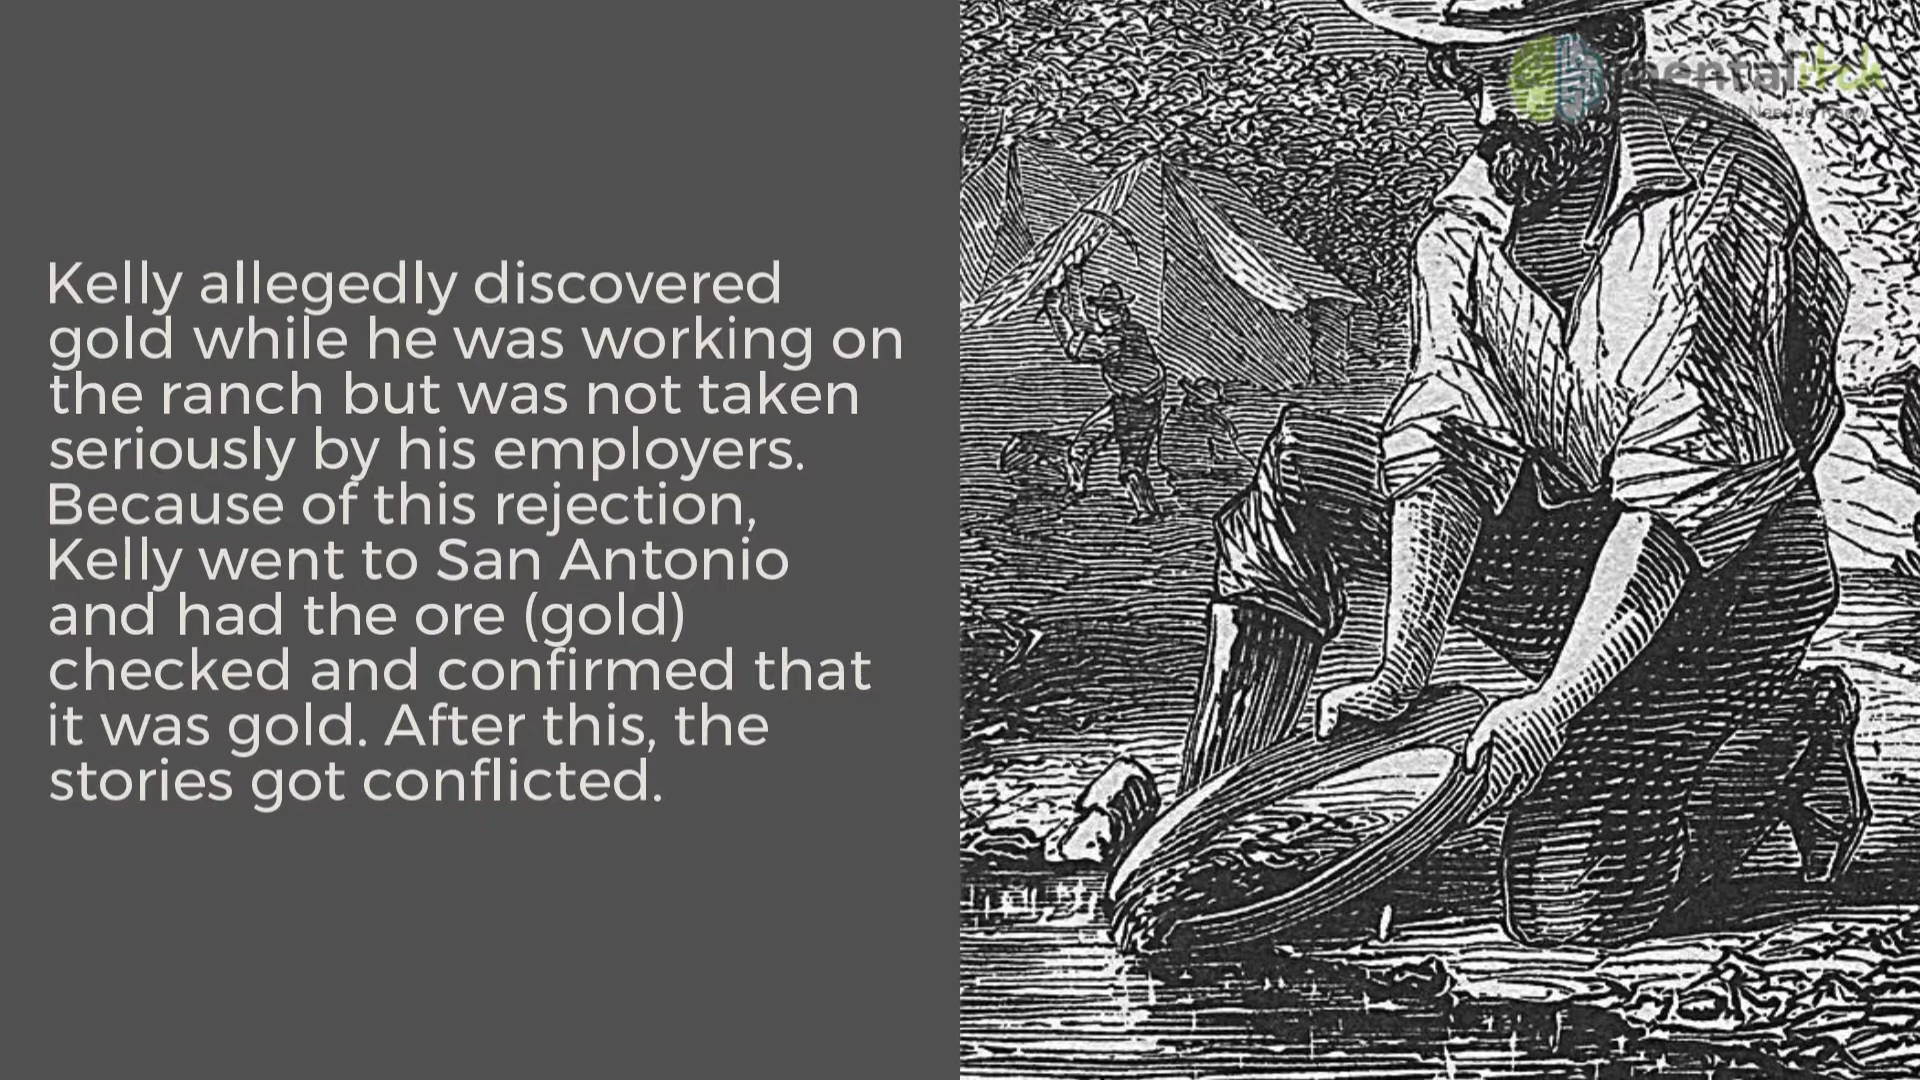 Kelly allegedly discovered
gold while he was working on
the ranch but was not taken
seriously by his employers.
Because of this rejection,
Kelly went to San Antonio
and had the ore (gold)
checked and confirmed that
it was gold. After this, the
stories got conflicted.
mentalitch